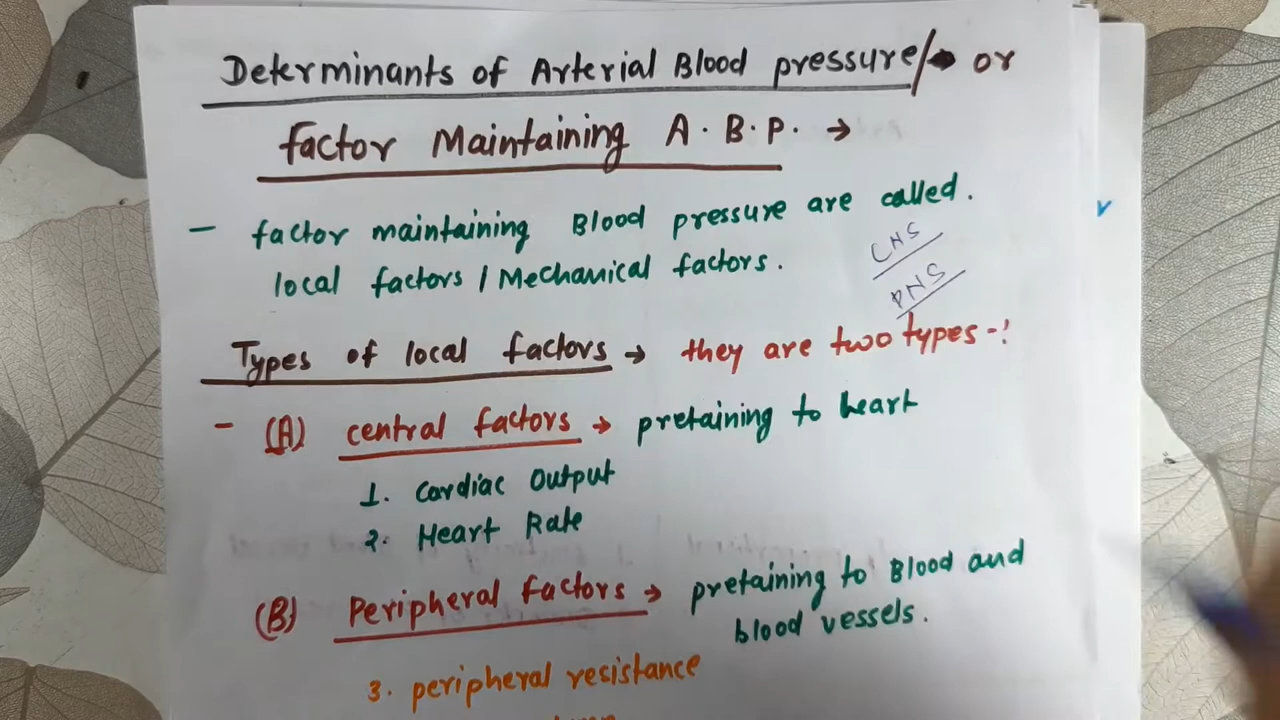 Determinants of Arterial Blood pressure/→ or
factor Maintaining A.B.P. →
- factor maintaining Blood pressure are called.
local factors / Mechanical factors.
CNS
PNS
Types of local factors → they are two types -:
- (A) central factors → pretaining to heart
1. Cardiac Output
2. Heart Rate
(B) Peripheral factors → pretaining to Blood and
blood vessels.
3. peripheral resistance